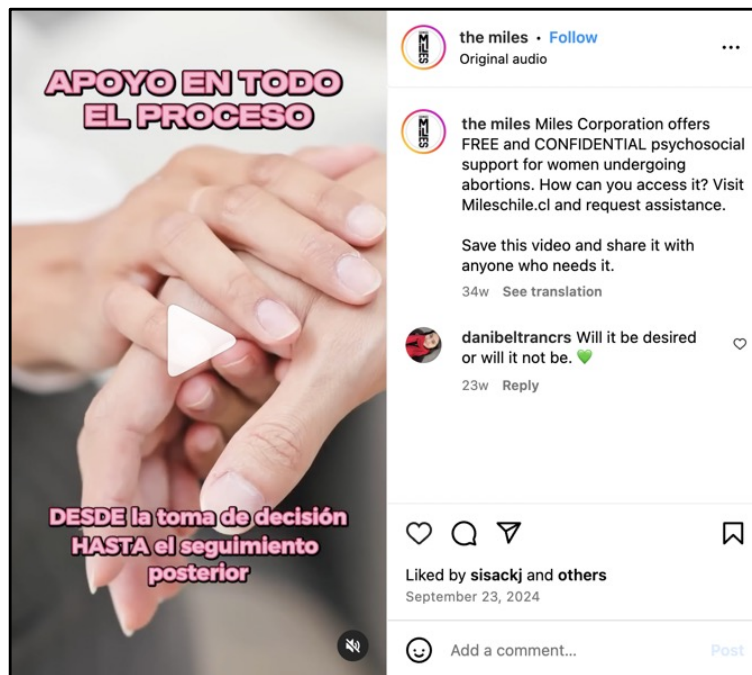 APOYO EN TODO
EL PROCESO
DESDE la toma de decisión
HASTA el seguimiento
posterior
the miles • Follow
Original audio
the miles Miles Corporation offers
FREE and CONFIDENTIAL psychosocial
support for women undergoing
abortions. How can you access it? Visit
Mileschile.cl and request assistance.
Save this video and share it with
anyone who needs it.
34w See translation
danibeltrancrs Will it be desired
or will it not be. 💚
23w Reply
Liked by sisackj and others
September 23, 2024
Add a comment...
Post